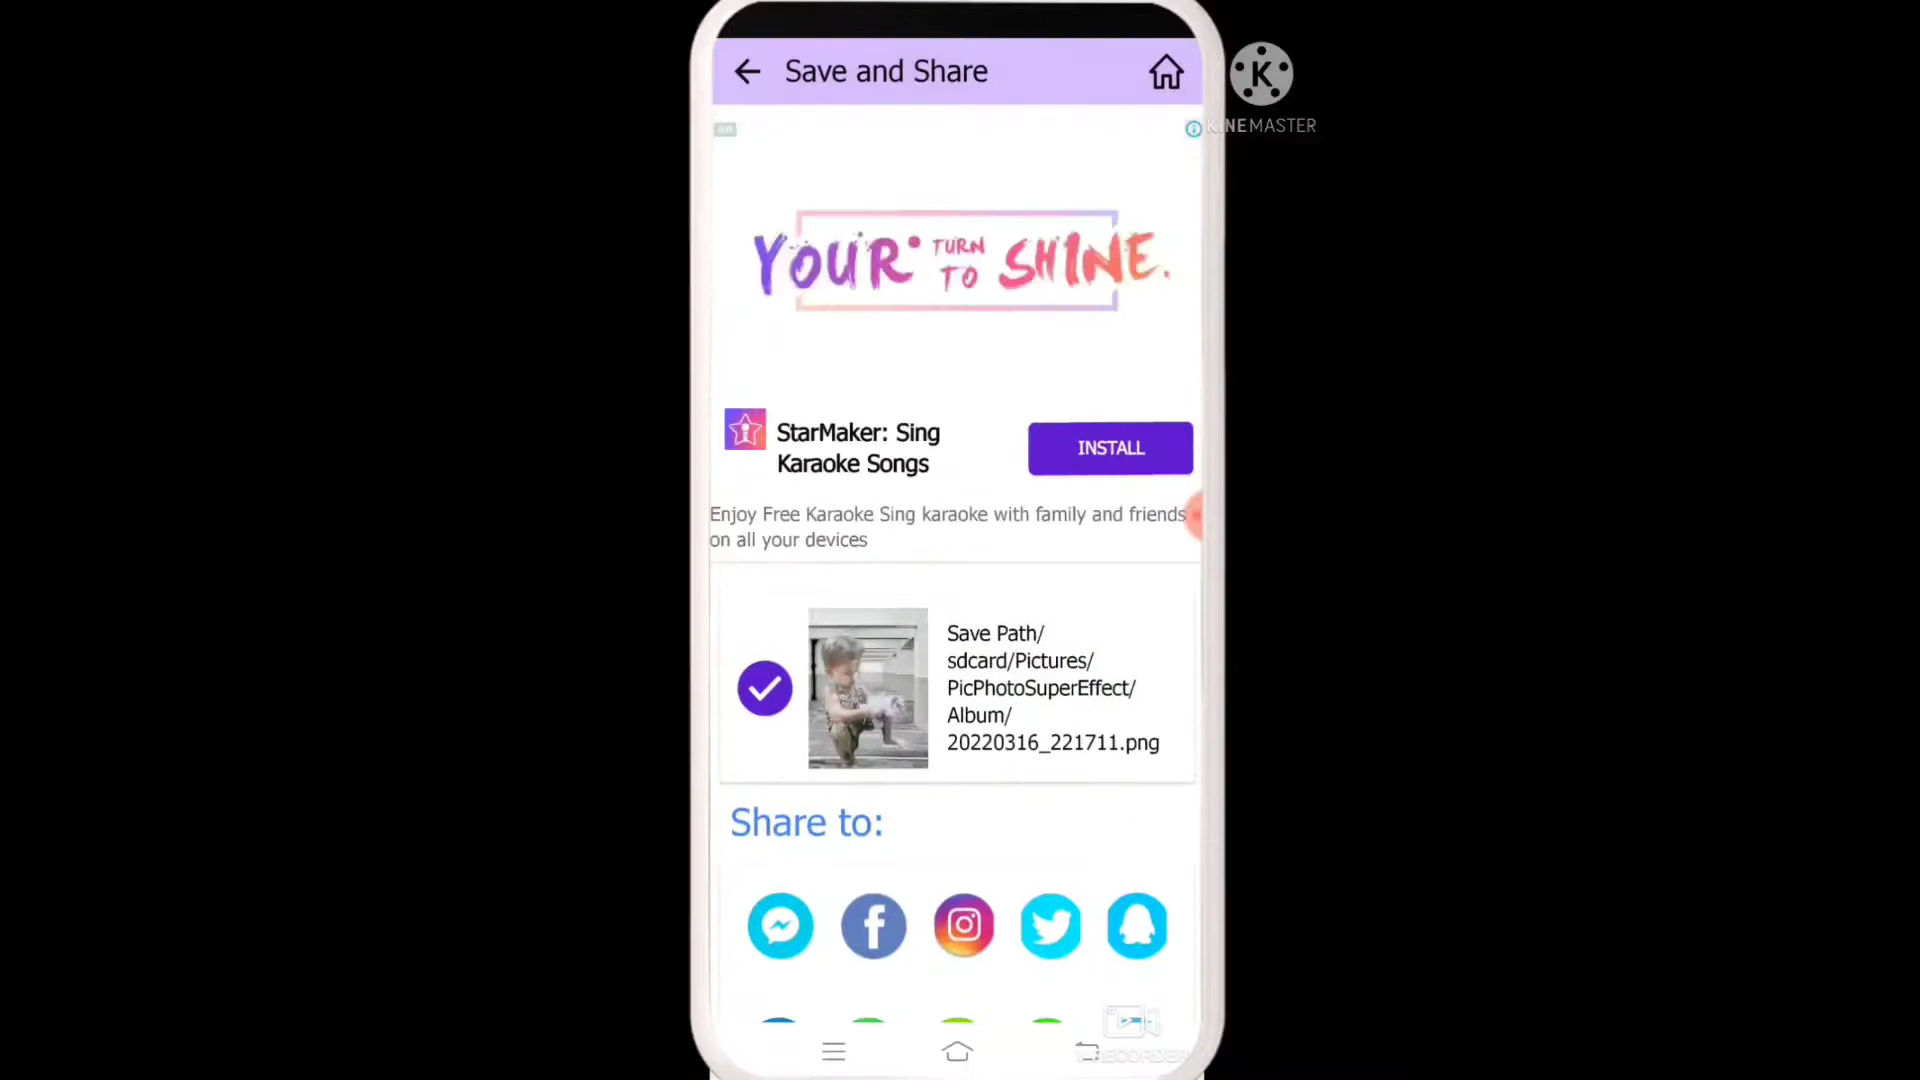 Save and Share
K
KINEMASTER
YOUR TURN TO SHINE.
StarMaker: Sing
Karaoke Songs
INSTALL
Enjoy Free Karaoke Sing karaoke with family and friends
on all your devices
Save Path/
sdcard/Pictures/
PicPhotoSuperEffect/
Album/
20220316_221711.png
Share to:
RECORDER